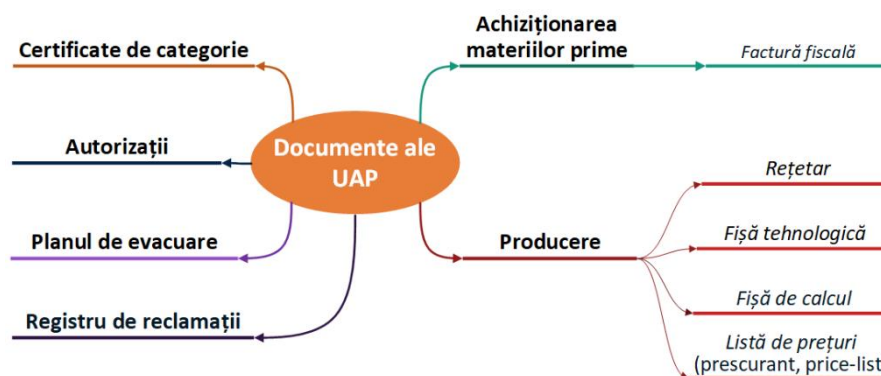 Certificate de categorie
Autorizații
Planul de evacuare
Registru de reclamații
Documente ale
UAP
Achiziționarea
materiilor prime
Factură fiscală
Producere
Rețetar
Fișă tehnologică
Fișă de calcul
Listă de prețuri
(prescurant, price-list